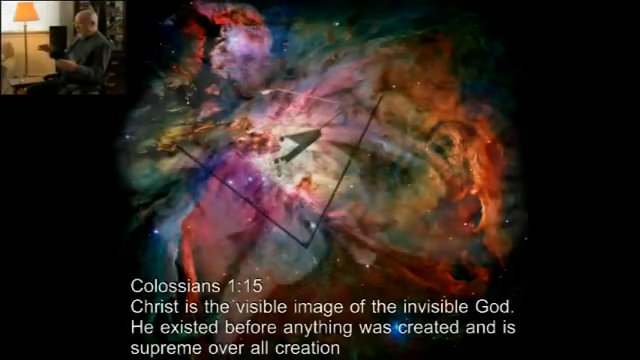 Colossians 1:15
Christ is the visible image of the invisible God.
He existed before anything was created and is
supreme over all creation